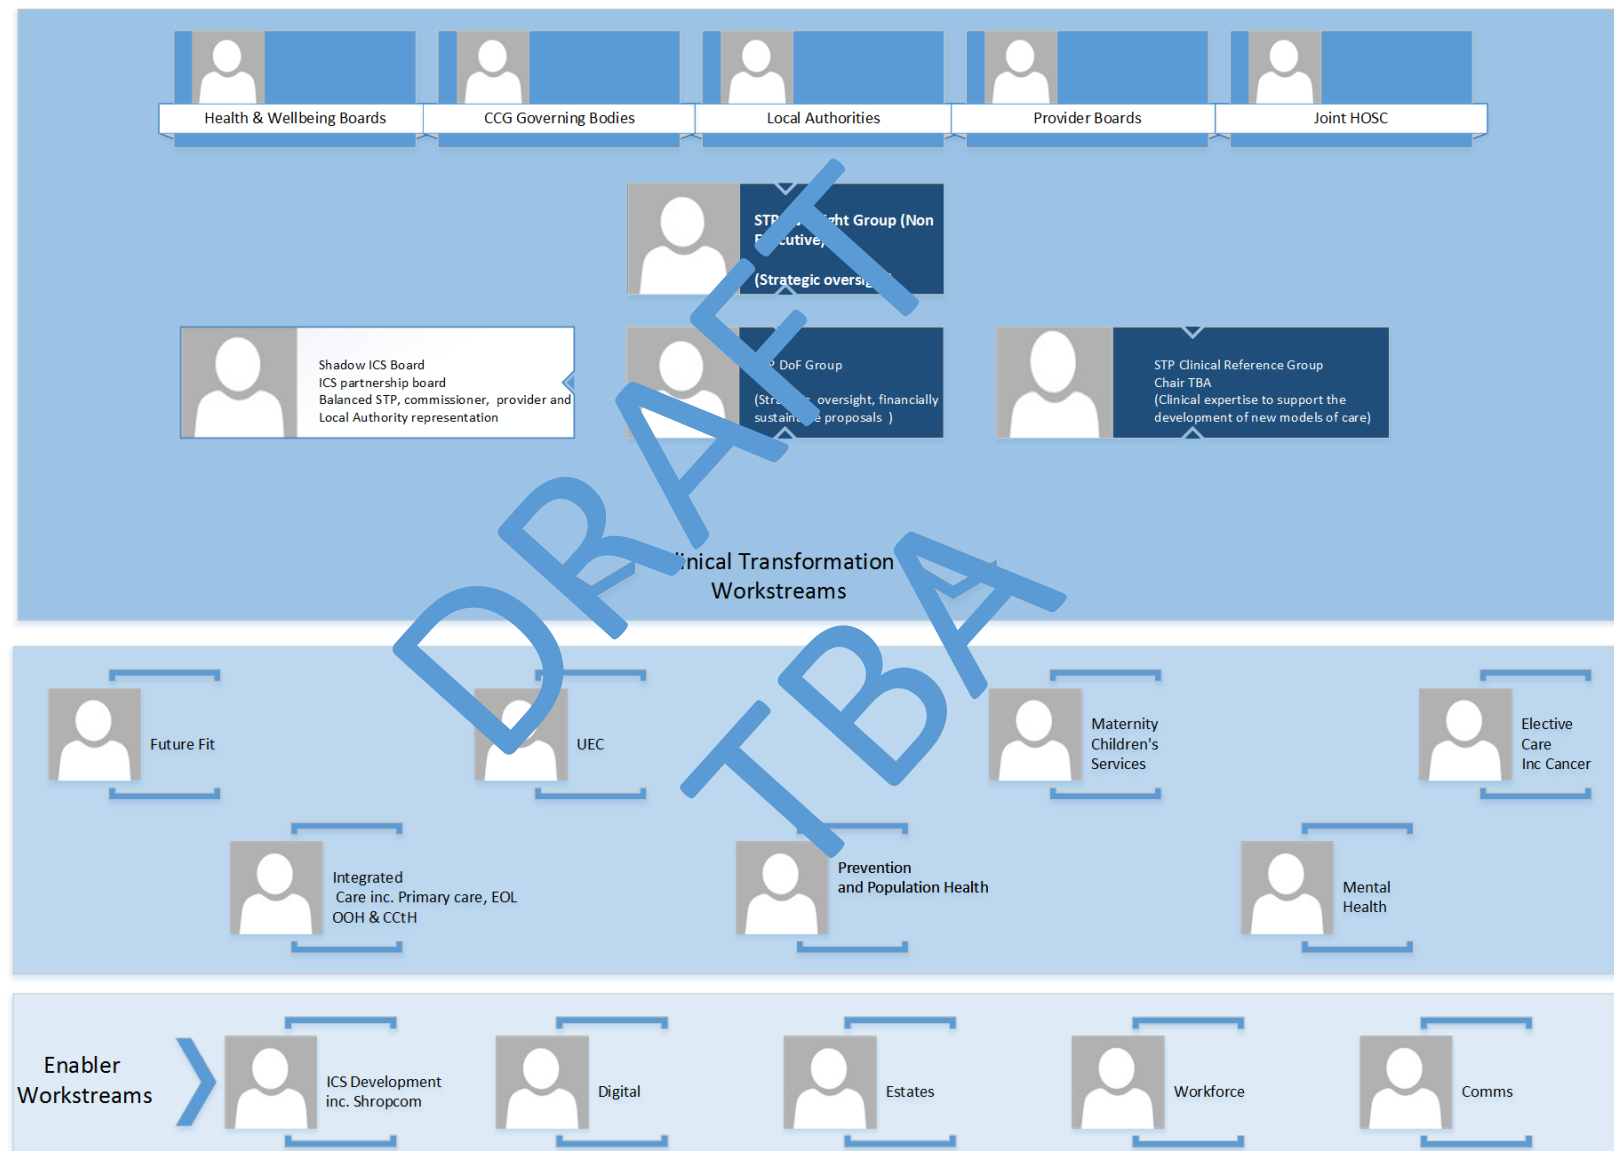 Health & Wellbeing Boards
CCG Governing Bodies
Local Authorities
Provider Boards
Joint HOSC
Group (Non
(Strategic
Shadow ICS Board
ICS partnership board
Balanced STP, commissioner, provider and
Local Authority representation
DoF Group
oversight, financially
proposals )
STP Clinical Reference Group
Chair TBA
(Clinical expertise to support the
development of new models of care)
DRAFT
TBA
Transformation
Workstreams
Future Fit
UEC
Maternity
Children's
Services
Elective
Care
Inc Cancer
Integrated
Care inc. Primary care, EOL
OOH & CCtH
Prevention
and Population Health
Mental
Health
Enabler
Workstreams
ICS Development
inc. Shropcom
Digital
Estates
Workforce
Comms